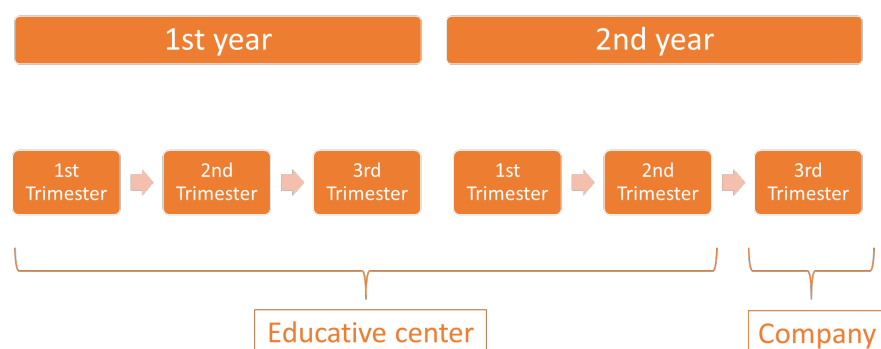 1st year
2nd year
1st
Trimester
2nd
Trimester
3rd
Trimester
1st
Trimester
2nd
Trimester
3rd
Trimester
Educative center
Company